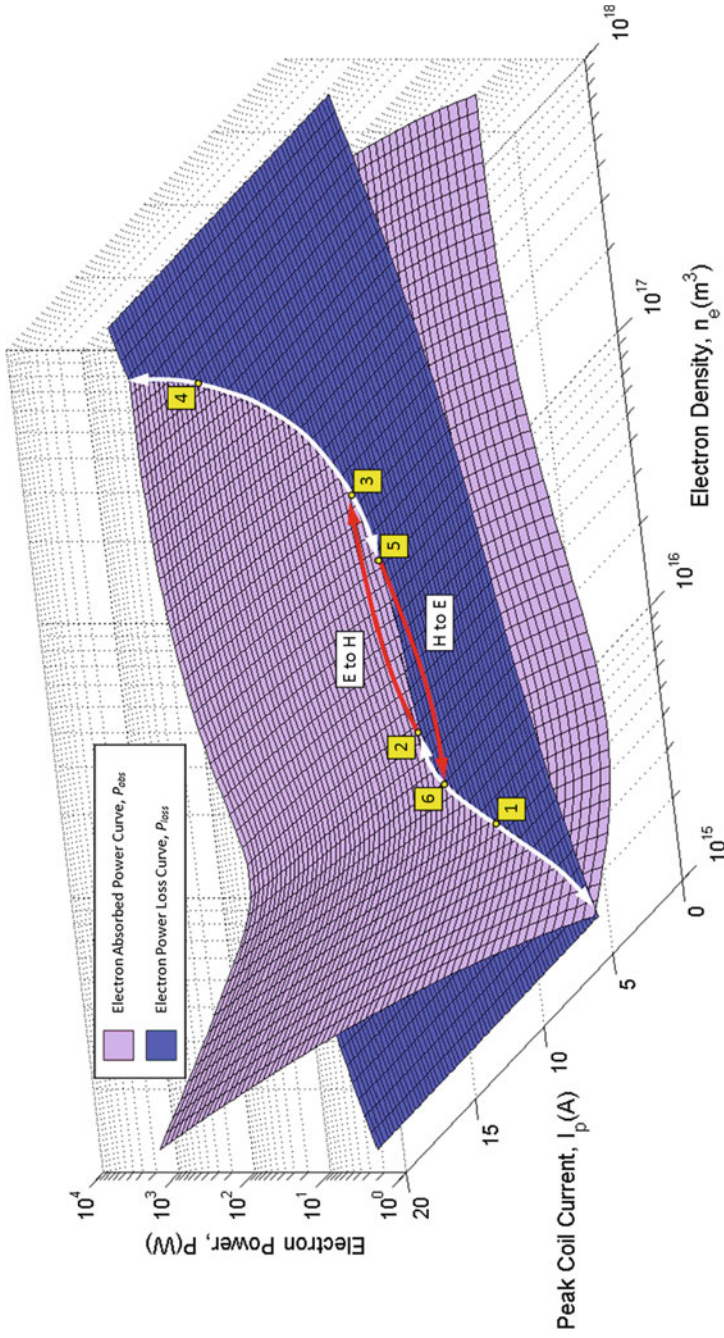 Electron Absorbed Power Curve, P_abs
Electron Power Loss Curve, P_loss
10^4
10^3
10^2
10^1
10^0
Electron Power, P(W)
20
15
10
5
0
Peak Coil Current, I_p(A)
10^15
10^16
10^17
10^18
Electron Density, n_e(m^3)
E to H
H to E
1
2
3
4
5
6